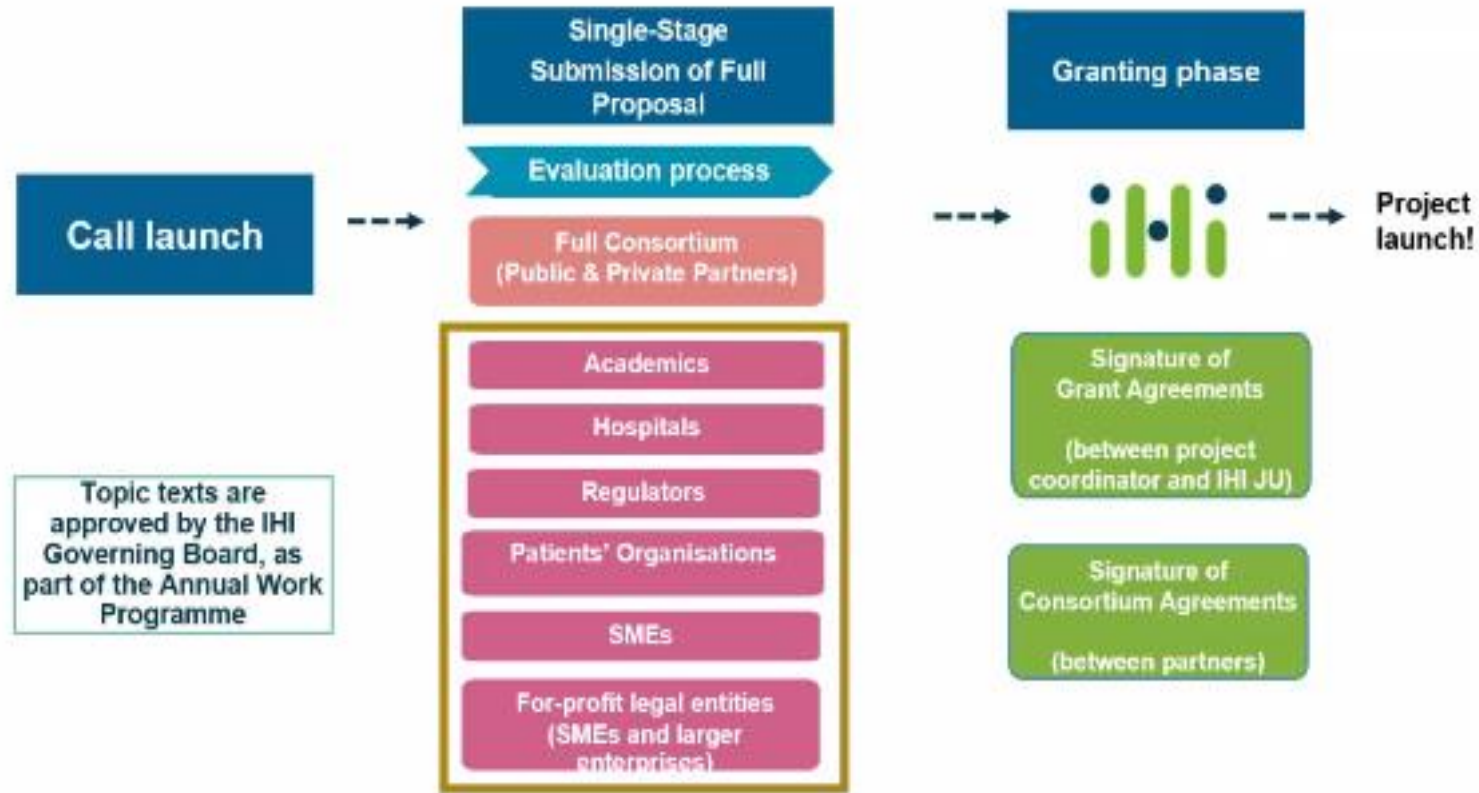 Call launch
Topic texts are
approved by the IHI
Governing Board, as
part of the Annual Work
Programme
Single-Stage
Submission of Full
Proposal
Evaluation process
Full Consortium
(Public & Private Partners)
Academics
Hospitals
Regulators
Patients' Organisations
SMEs
For-profit legal entities
(SMEs and larger
enterprises)
Granting phase
iHi
Signature of
Grant Agreements
(between project
coordinator and IHI JU)
Signature of
Consortium Agreements
(between partners)
Project
launch!